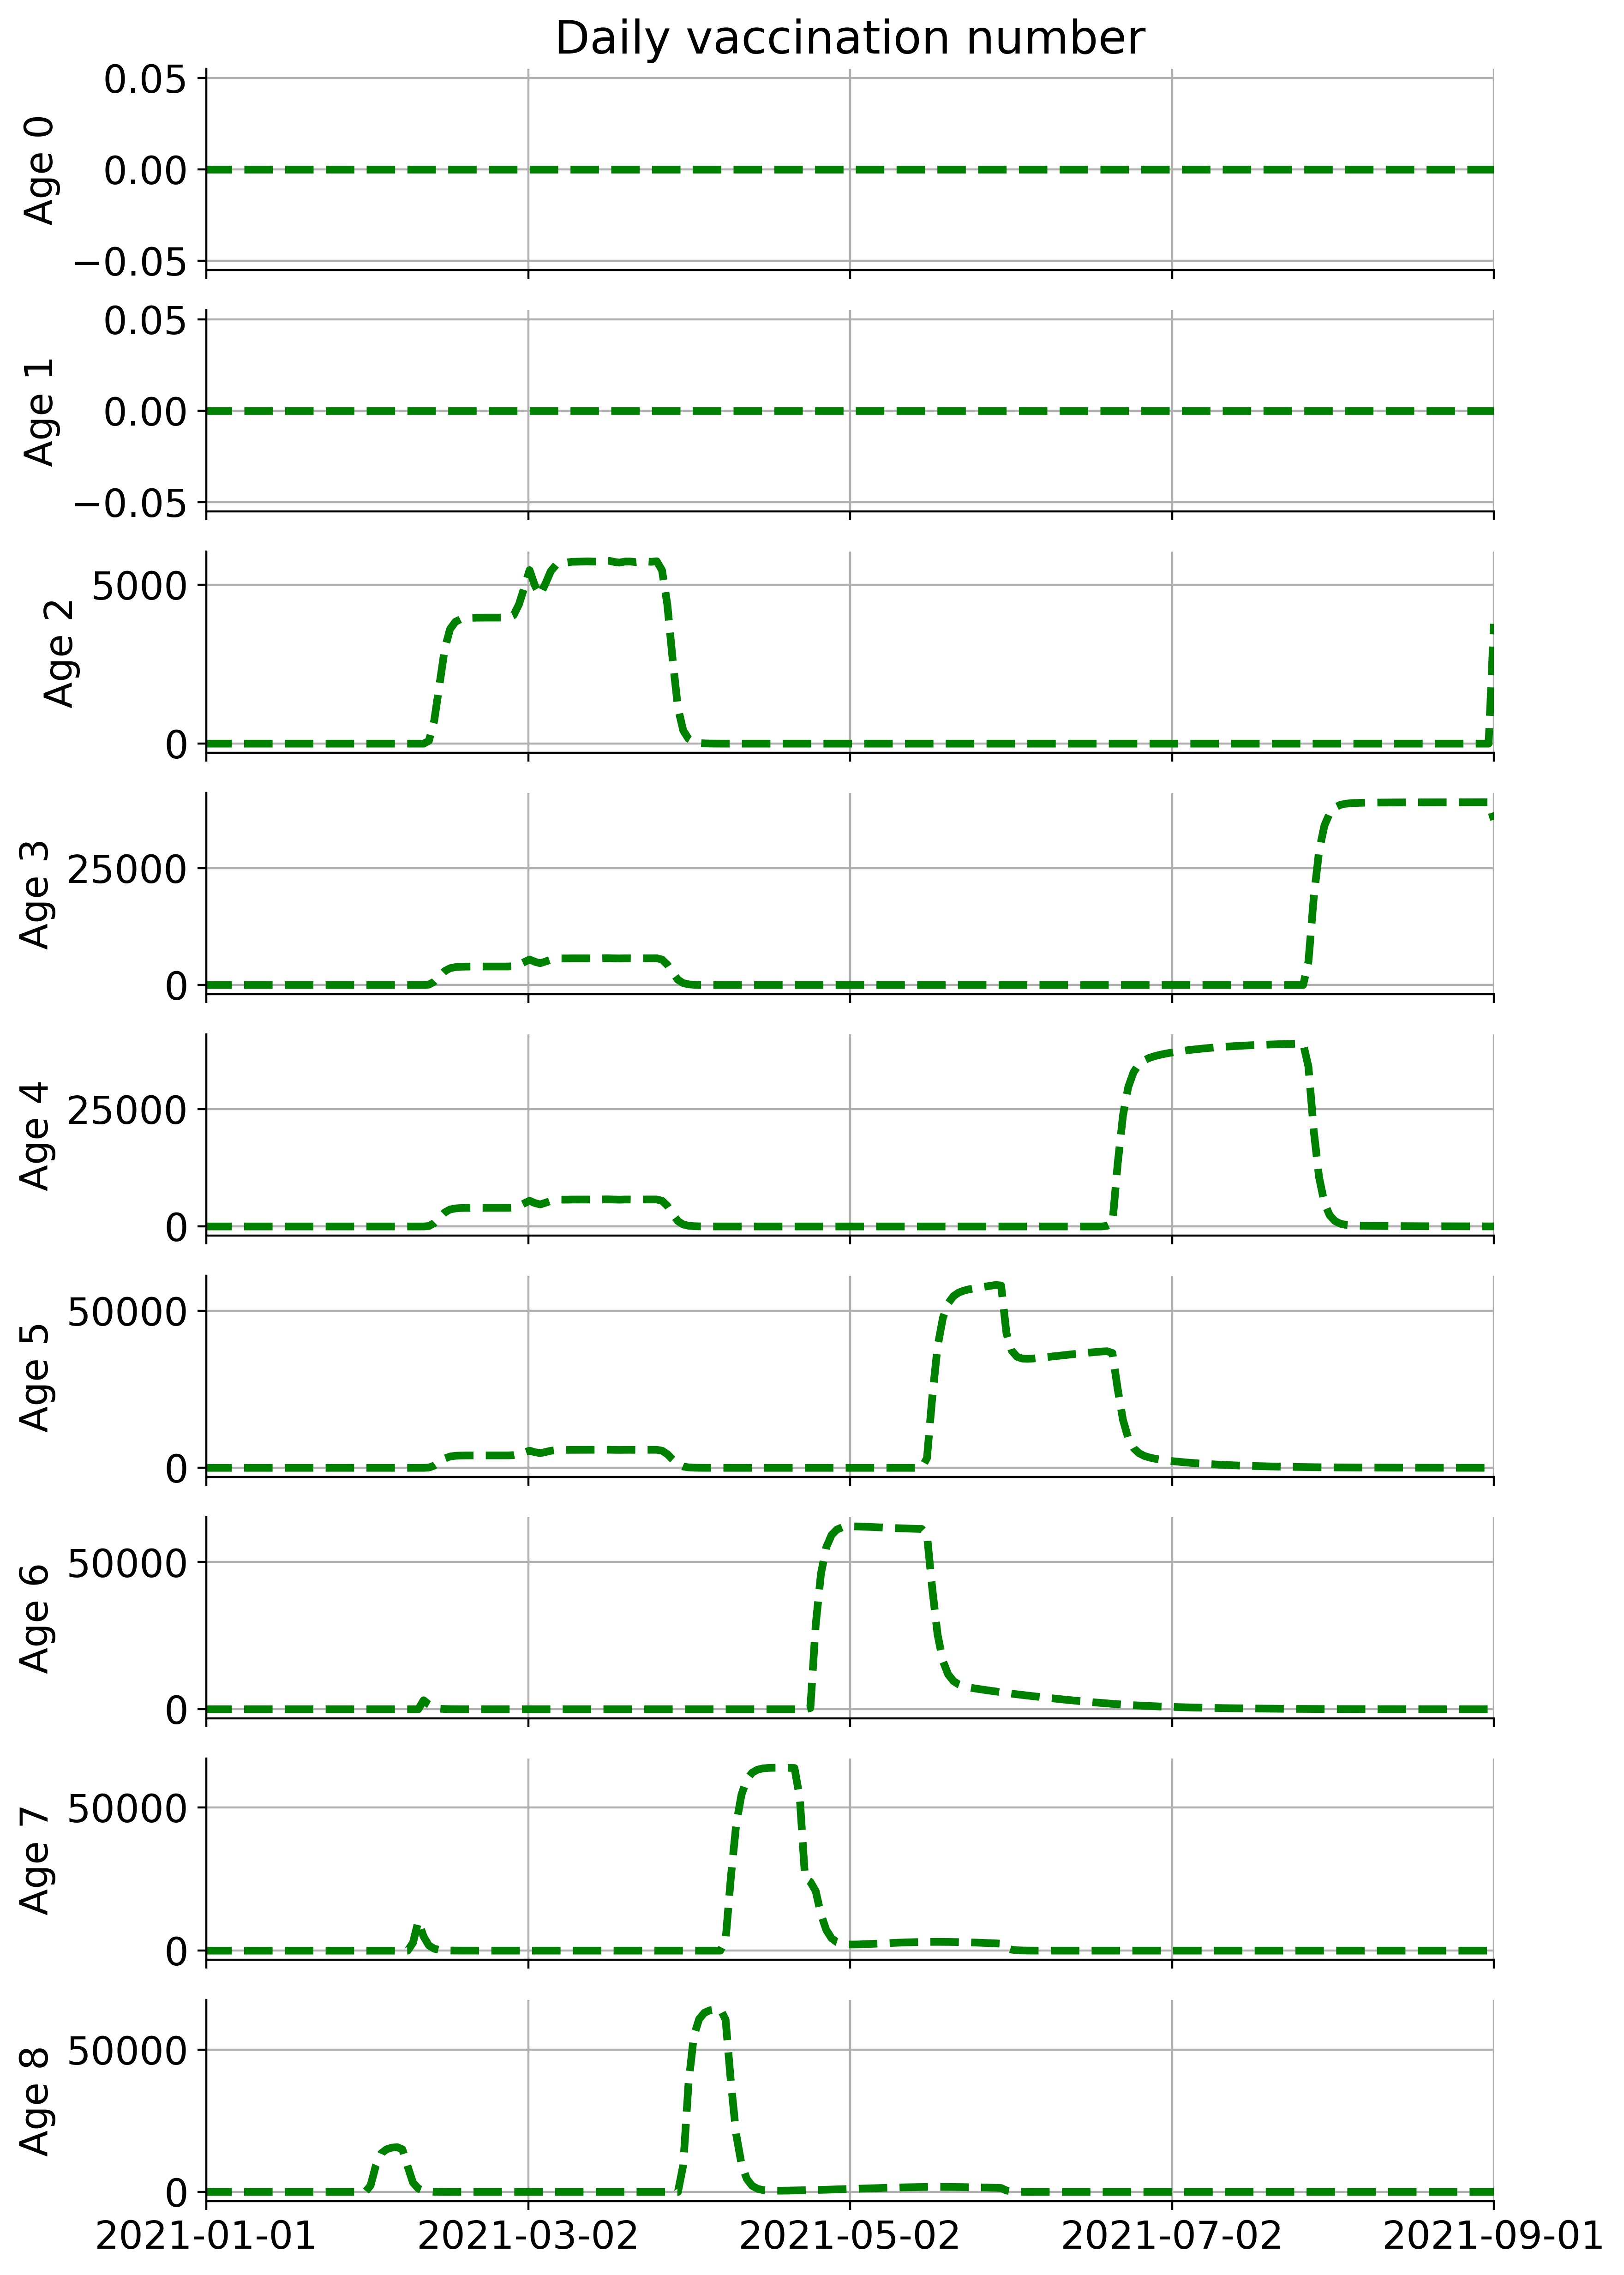 Daily vaccination number
0.05
0.00
−0.05
Age 0
0.05
0.00
−0.05
Age 1
5000
0
Age 2
25000
0
Age 3
25000
0
Age 4
50000
0
Age 5
50000
0
Age 6
50000
0
Age 7
50000
0
Age 8
2021-01-01 2021-03-02 2021-05-02 2021-07-02 2021-09-01